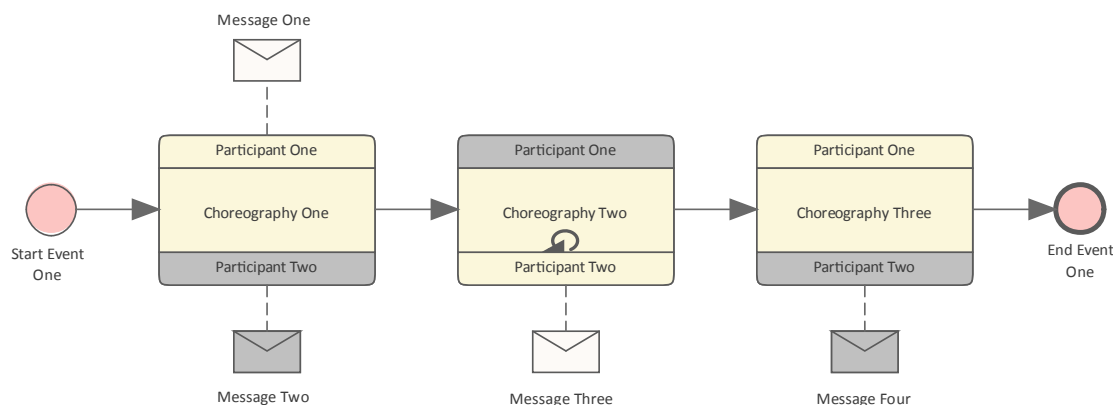 Message One
Participant One
Participant One
Participant One
Start Event
One
Choreography One
Choreography Two
Choreography Three
End Event
One
Participant Two
Participant Two
Participant Two
Message Two
Message Three
Message Four